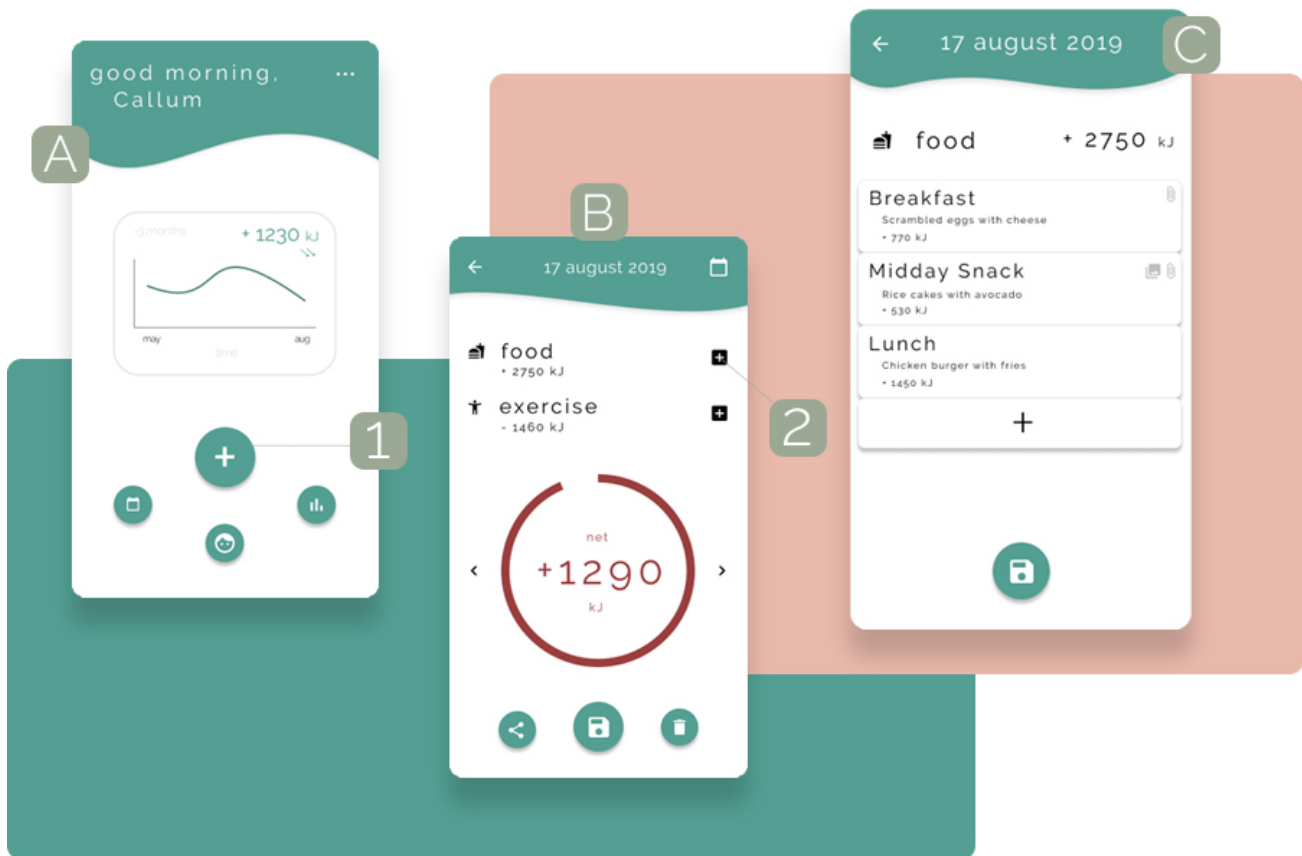 good morning,
Callum
...
A
-3 months
+ 1230 kJ
may
aug
time
1
B
17 august 2019
food
+ 2750 kJ
exercise
- 1460 kJ
2
net
+1290
kJ
C
17 august 2019
food
+ 2750 kJ
Breakfast
Scrambled eggs with cheese
+ 770 kJ
Midday Snack
Rice cakes with avocado
+ 530 kJ
Lunch
Chicken burger with fries
+ 1450 kJ